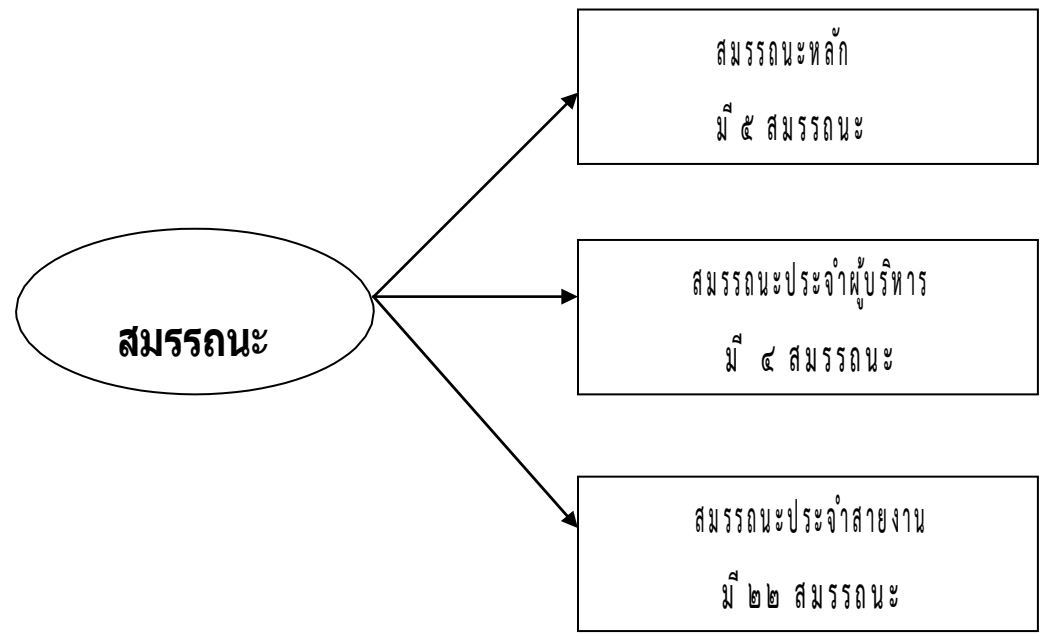 สมรรถนะ
สมรรถนะหลัก
มี ๕ สมรรถนะ
สมรรถนะประจำผู้บริหาร
มี ๔ สมรรถนะ
สมรรถนะประจำสายงาน
มี ๒๒ สมรรถนะ